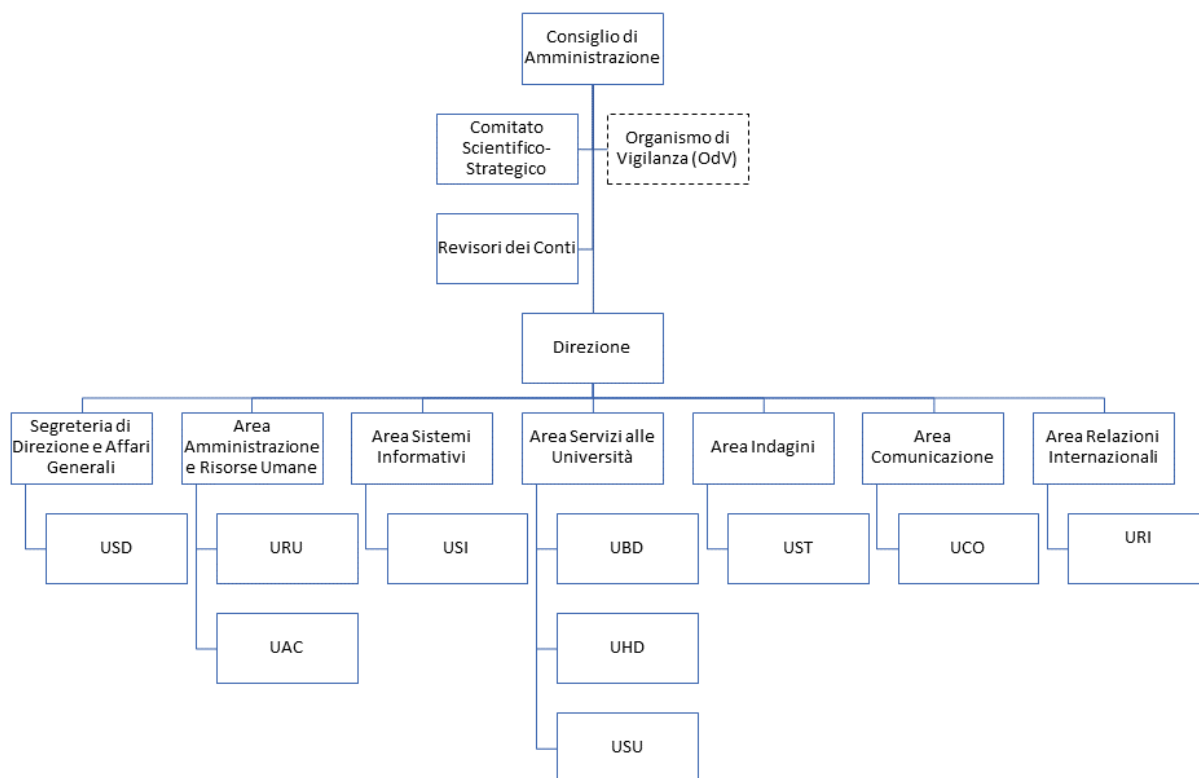 Consiglio di
Amministrazione
Comitato
Scientifico-
Strategico
Organismo di
Vigilanza (OdV)
Revisori dei Conti
Direzione
Segreteria di
Direzione e Affari
Generali
Area
Amministrazione
e Risorse Umane
Area Sistemi
Informativi
Area Servizi alle
Università
Area Indagini
Area
Comunicazione
Area Relazioni
Internazionali
USD
URU
USI
UBD
UST
UCO
URI
UAC
UHD
USU